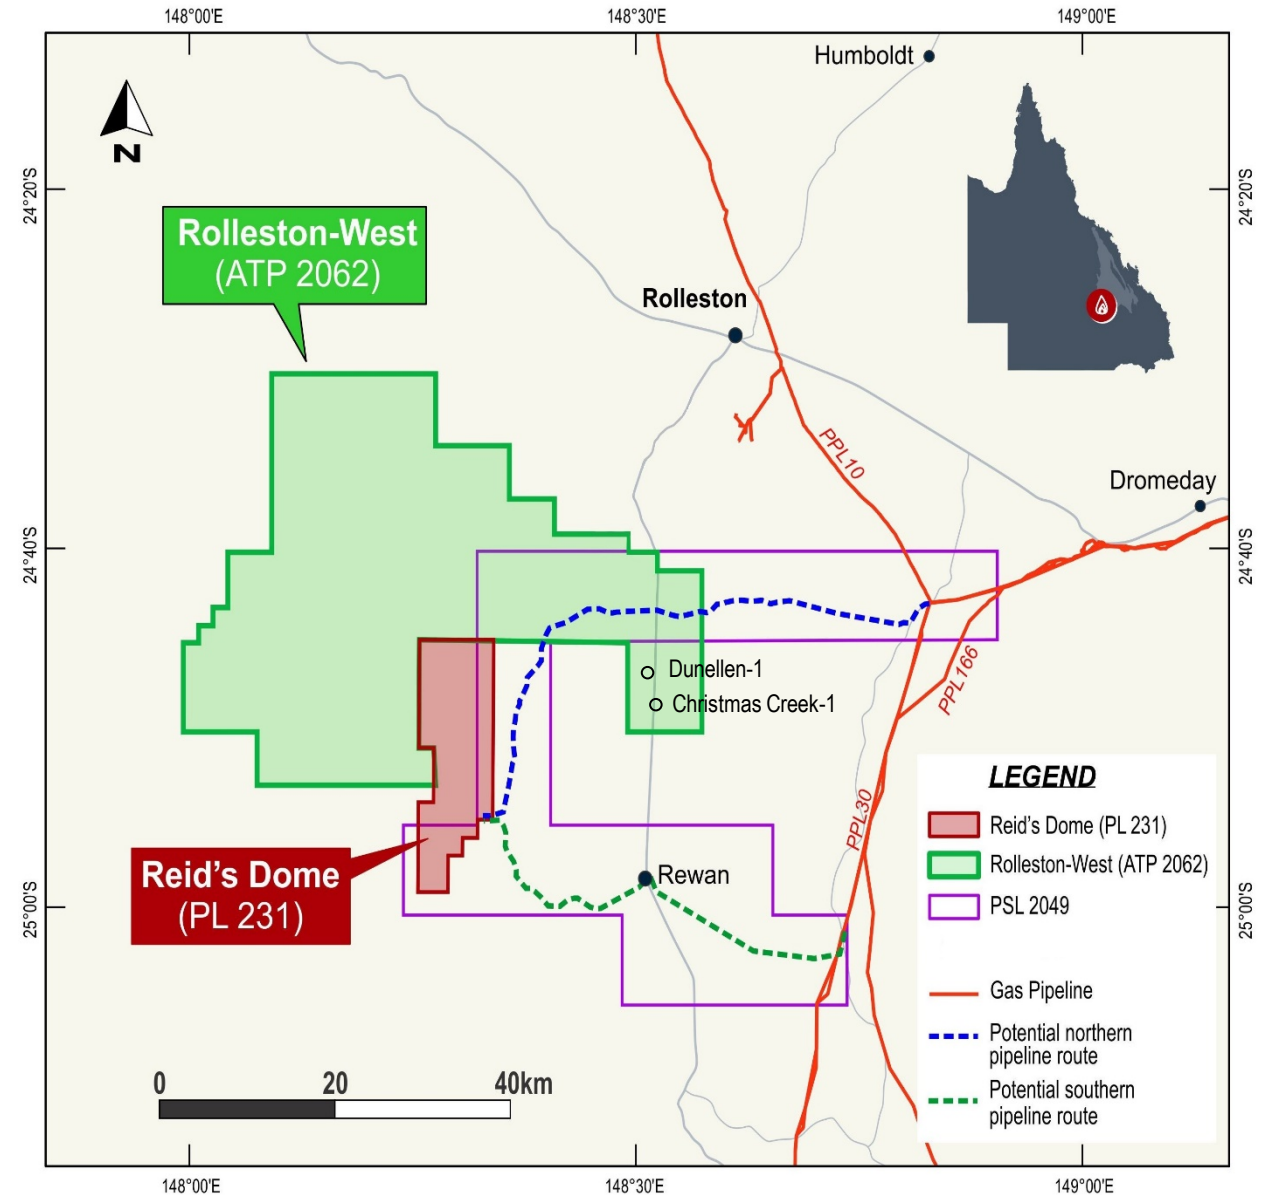 148°00'E
148°30'E
149°00'E
Humboldt
N
24°20'S
24°20'S
Rolleston-West
(ATP 2062)
Rolleston
PPL10
Dromeday
24°40'S
24°40'S
PPL166
Dunellen-1
Christmas Creek-1
PPL30
Reid's Dome
(PL 231)
Rewan
25°00'S
25°00'S
LEGEND
Reid's Dome (PL 231)
Rolleston-West (ATP 2062)
PSL 2049
Gas Pipeline
Potential northern
pipeline route
Potential southern
pipeline route
0
20
40km
148°00'E
148°30'E
149°00'E